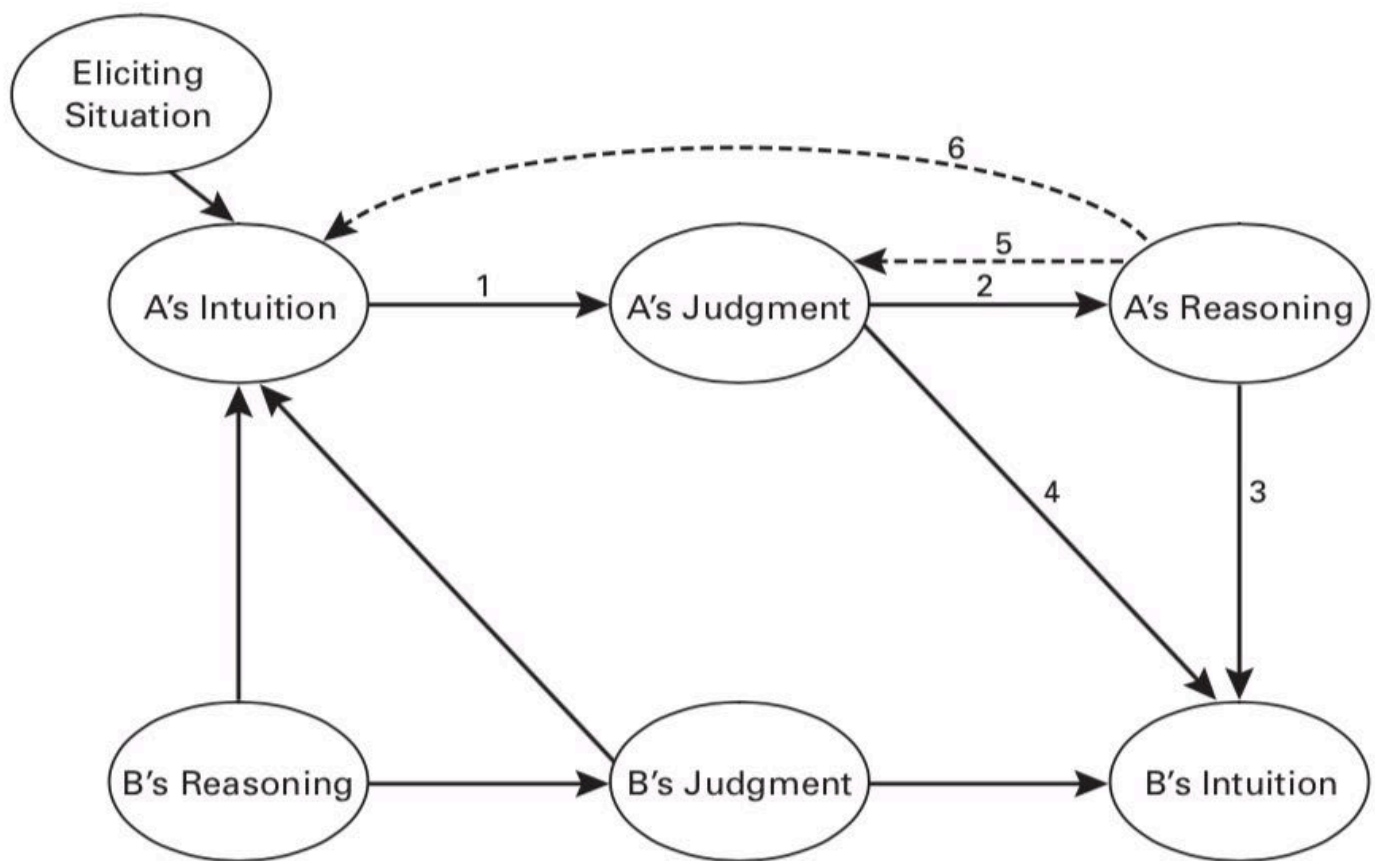 Eliciting
Situation
6
5
A's Intuition
1
A's Judgment
2
A's Reasoning
4
3
B's Reasoning
B's Judgment
B's Intuition